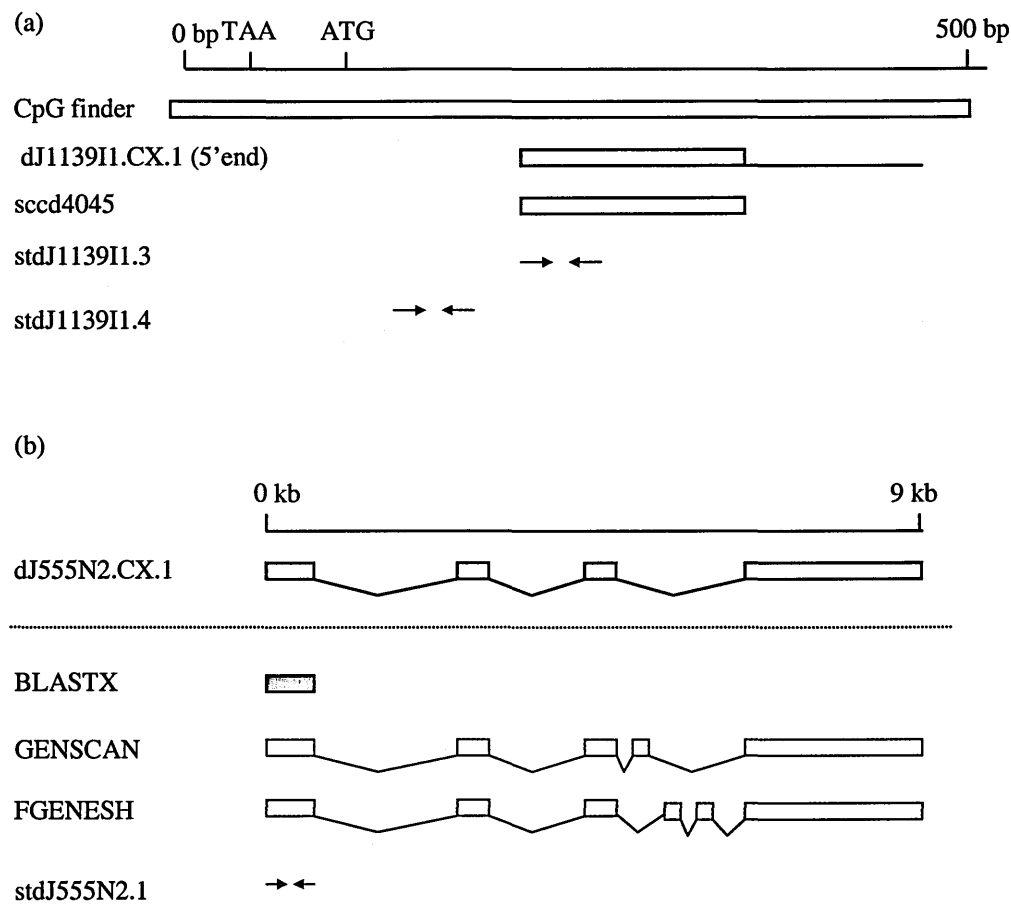 (a)
0 bp TAA ATG 500 bp
CpG finder
dJ1139I1.CX.1 (5'end)
sccd4045
stdJ1139I1.3
stdJ1139I1.4
(b)
0 kb 9 kb
dJ555N2.CX.1
BLASTX
GENSCAN
FGENESH
stdJ555N2.1